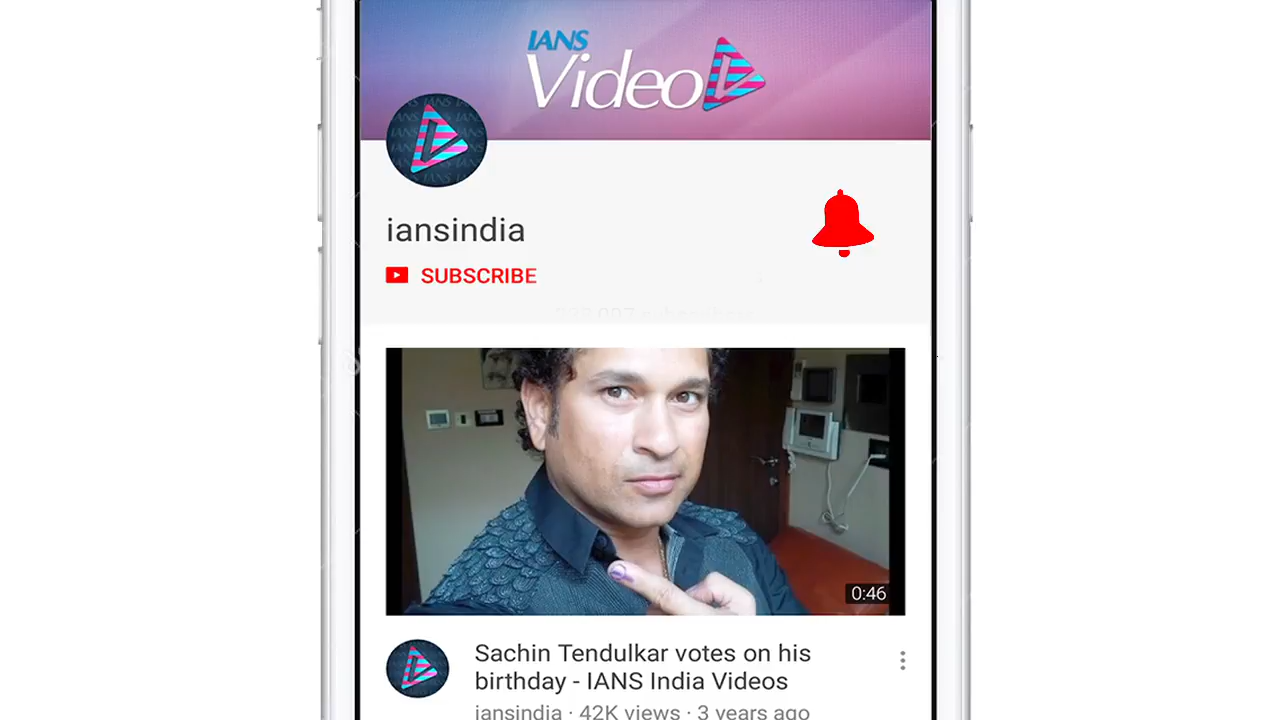 IANS
Video
iansindia
SUBSCRIBE
0:46
Sachin Tendulkar votes on his
birthday - IANS India Videos
iansindia · 42K views · 3 years ago